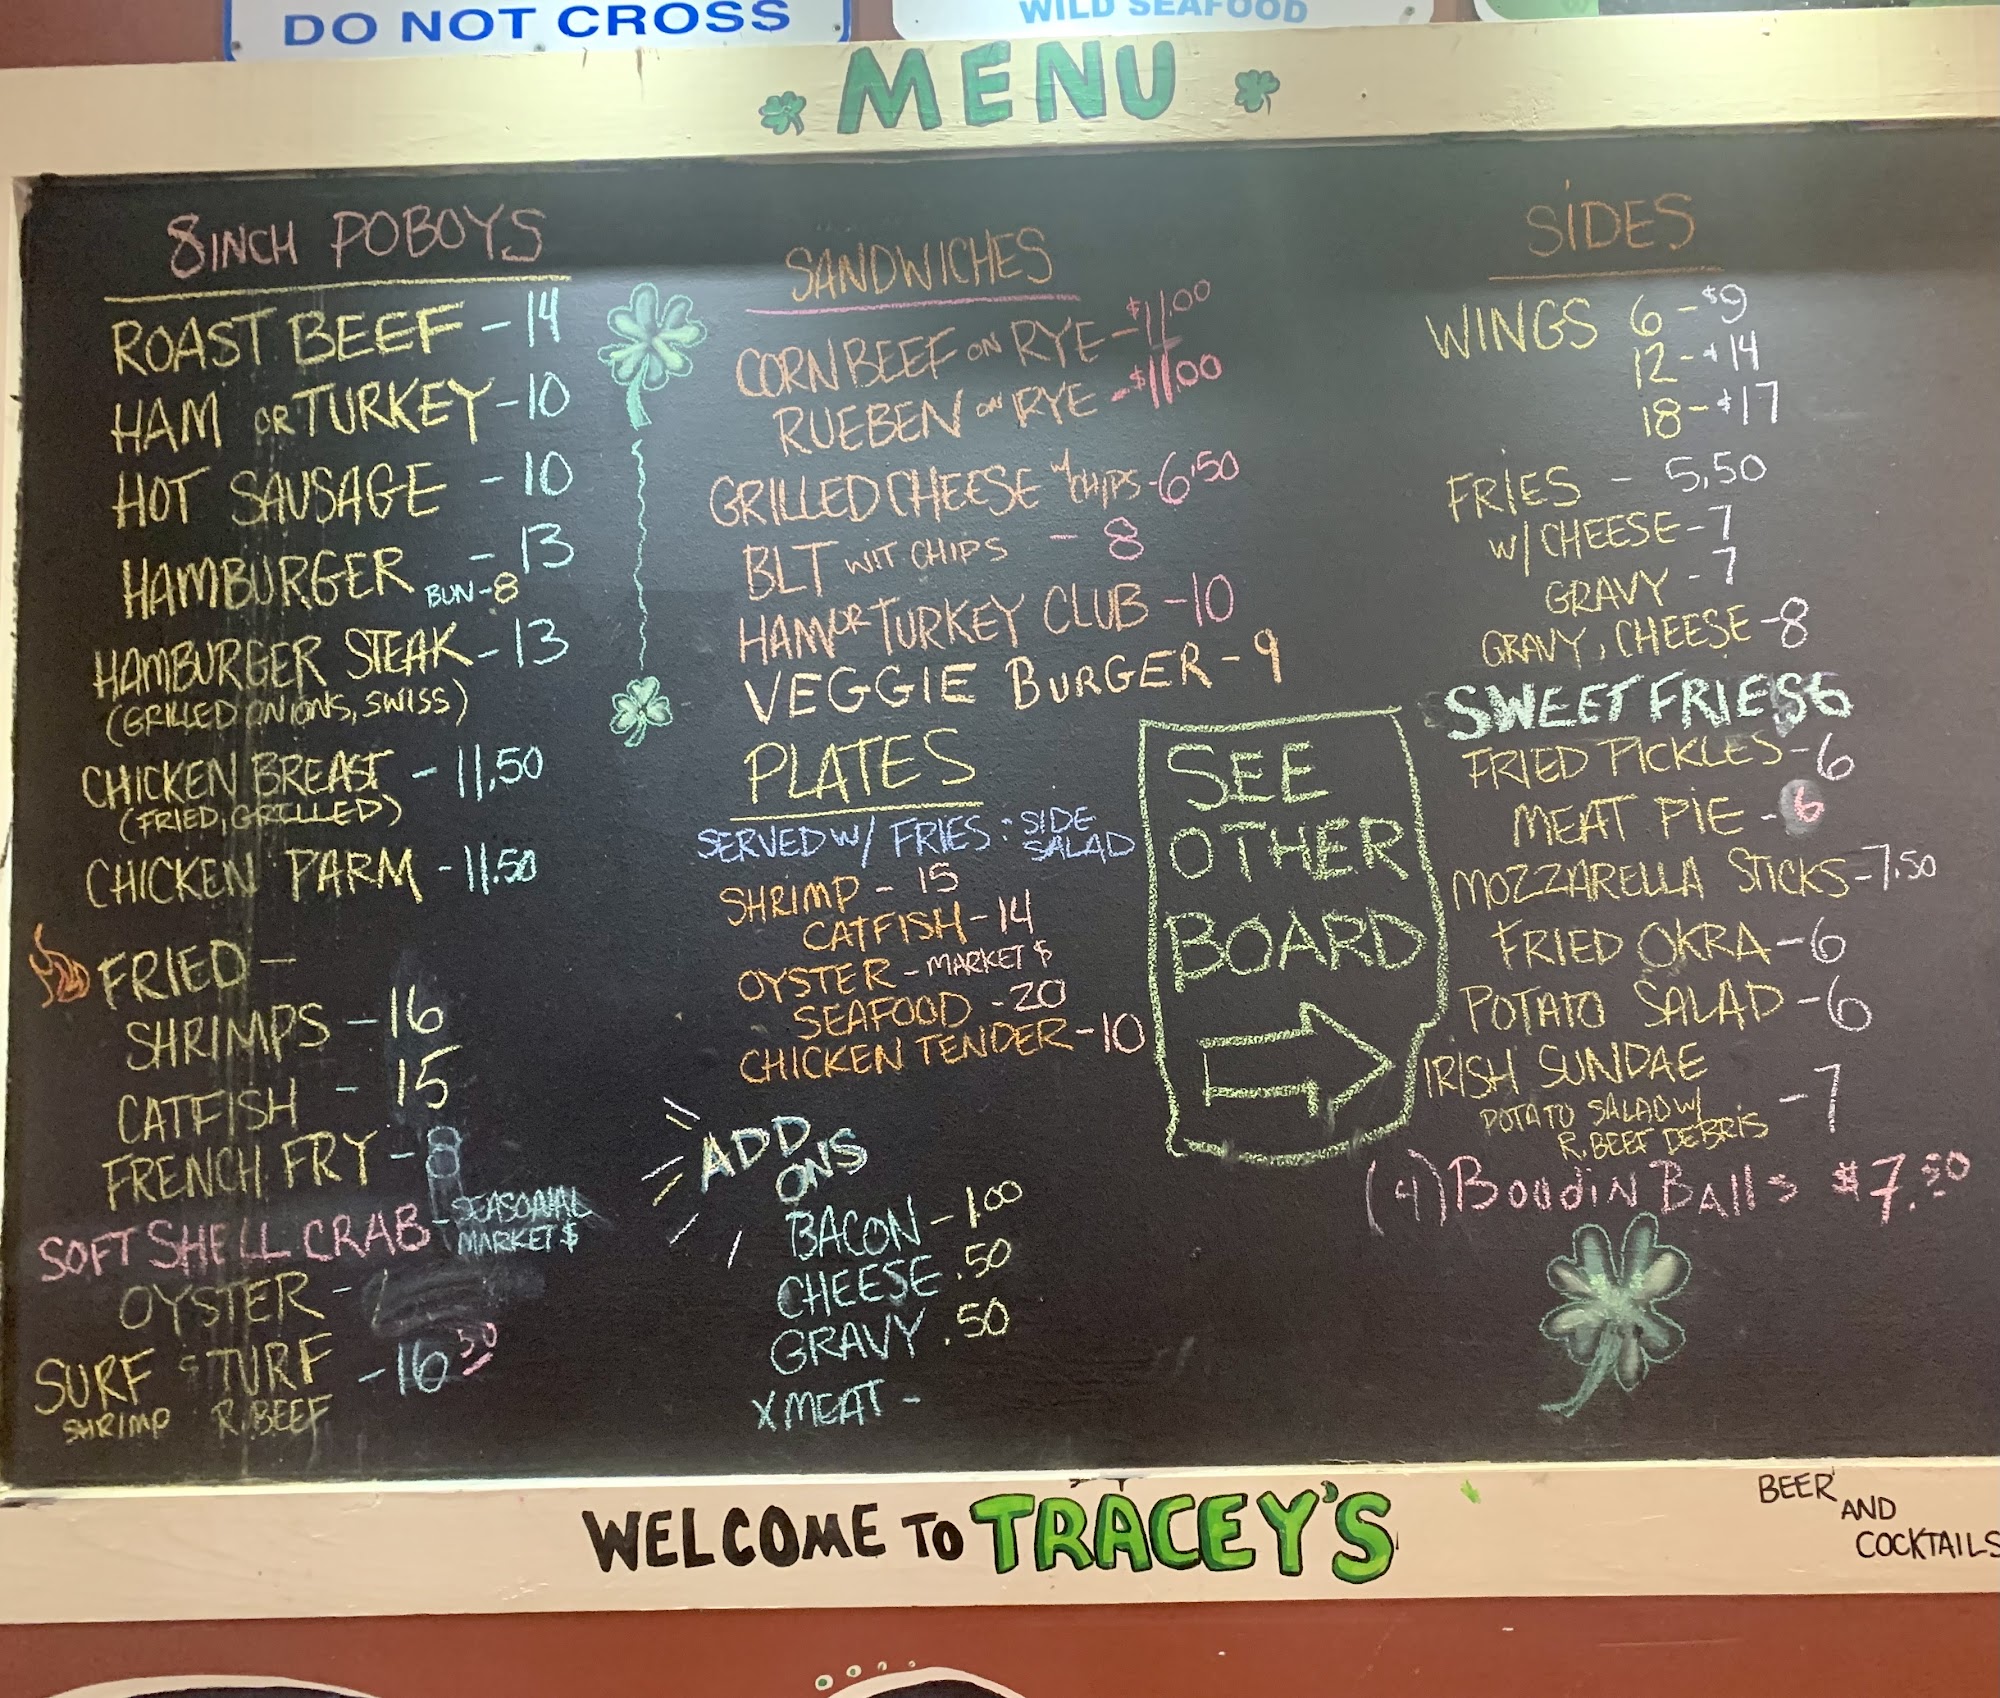 DO NOT CROSS
WILD SEAFOOD
MENU
8 INCH POBOYS
ROAST BEEF - 14
HAM OR TURKEY - 10
HOT SAUSAGE - 10
HAMBURGER - 13
BUN - 8
HAMBURGER STEAK - 13
(GRILLED ONIONS, SWISS)
CHICKEN BREAST - 11.50
(FRIED, GRILLED)
CHICKEN PARM - 11.50
FRIED -
SHRIMPS - 16
CATFISH - 15
FRENCH FRY - 8
SOFT SHELL CRAB - SEASONAL
MARKET $
OYSTER -
SURF & TURF - 16 50
SHRIMP R. BEEF
SANDWICHES
CORN BEEF ON RYE - $11.00
RUEBEN ON RYE - $11.00
GRILLED CHEESE W/ CHIPS - 6.50
BLT WIT CHIPS - 8
HAM OR TURKEY CLUB - 10
VEGGIE BURGER - 9
PLATES
SERVED W/ FRIES & SIDE
SALAD
SHRIMP - 15
CATFISH - 14
OYSTER - MARKET $
SEAFOOD - 20
CHICKEN TENDER - 10
ADD
ONS
BACON - 1.00
CHEESE .50
GRAVY .50
X MEAT -
SEE
OTHER
BOARD
SIDES
WINGS 6 - $9
12 - $14
18 - $17
FRIES - 5.50
W/ CHEESE - 7
GRAVY - 7
GRAVY, CHEESE - 8
SWEET FRIES 6
FRIED PICKLES - 6
MEAT PIE - 6
MOZZARELLA STICKS - 7.50
FRIED OKRA - 6
POTATO SALAD - 6
IRISH SUNDAE - 7
POTATO SALAD W/
R. BEEF DEBRIS
(4) BOUDIN BALLS $7.50
WELCOME TO TRACEY'S
BEER AND
COCKTAILS